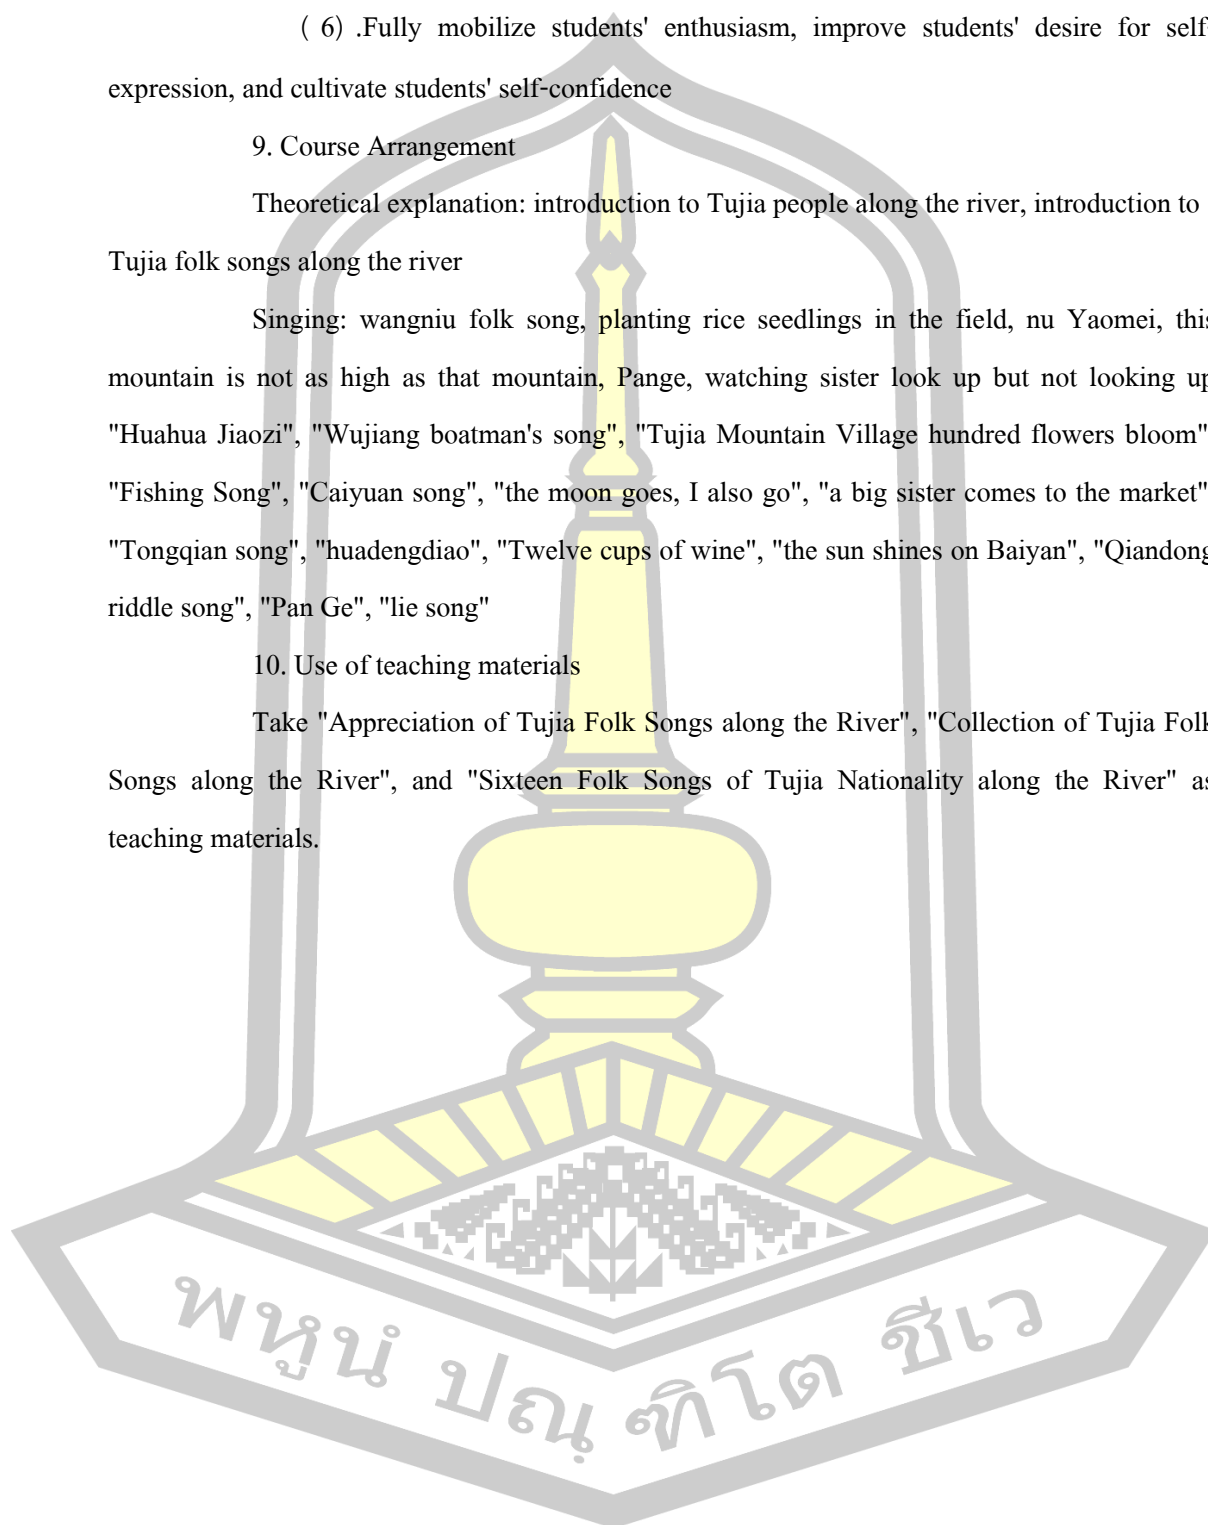 ( 6) .Fully mobilize students' enthusiasm, improve students' desire for self-
expression, and cultivate students' self-confidence
9. Course Arrangement
Theoretical explanation: introduction to Tujia people along the river, introduction to
Tujia folk songs along the river
Singing: wangniu folk song, planting rice seedlings in the field, nu Yaomei, this
mountain is not as high as that mountain, Pange, watching sister look up but not looking up
"Huahua Jiaozi", "Wujiang boatman's song", "Tujia Mountain Village hundred flowers bloom"
"Fishing Song", "Caiyuan song", "the moon goes, I also go", "a big sister comes to the market"
"Tongqian song", "huadengdiao", "Twelve cups of wine", "the sun shines on Baiyan", "Qiandong
riddle song", "Pan Ge", "lie song"
10. Use of teaching materials
Take "Appreciation of Tujia Folk Songs along the River", "Collection of Tujia Folk
Songs along the River", and "Sixteen Folk Songs of Tujia Nationality along the River" as
teaching materials.
พหูนํ ปณฺฑิโต ชีเว